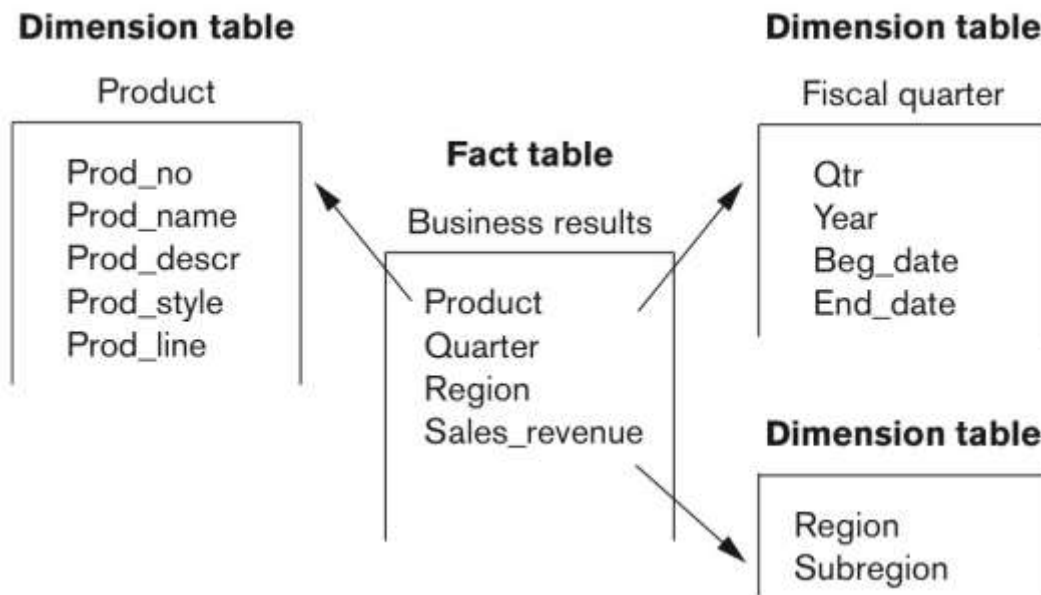 Dimension table
Product
Prod_no
Prod_name
Prod_descr
Prod_style
Prod_line
Fact table
Business results
Product
Quarter
Region
Sales_revenue
Dimension table
Fiscal quarter
Qtr
Year
Beg_date
End_date
Dimension table
Region
Subregion